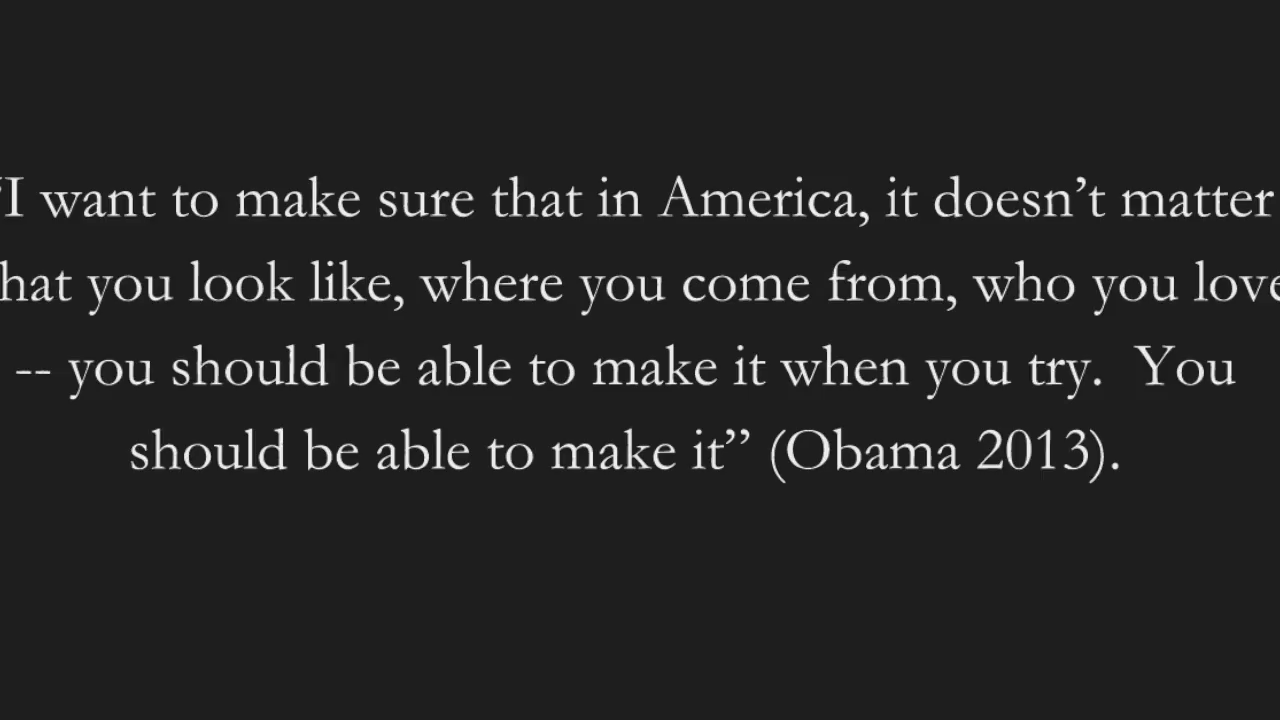 “I want to make sure that in America, it doesn’t matter
hat you look like, where you come from, who you love
-- you should be able to make it when you try.  You
should be able to make it” (Obama 2013).